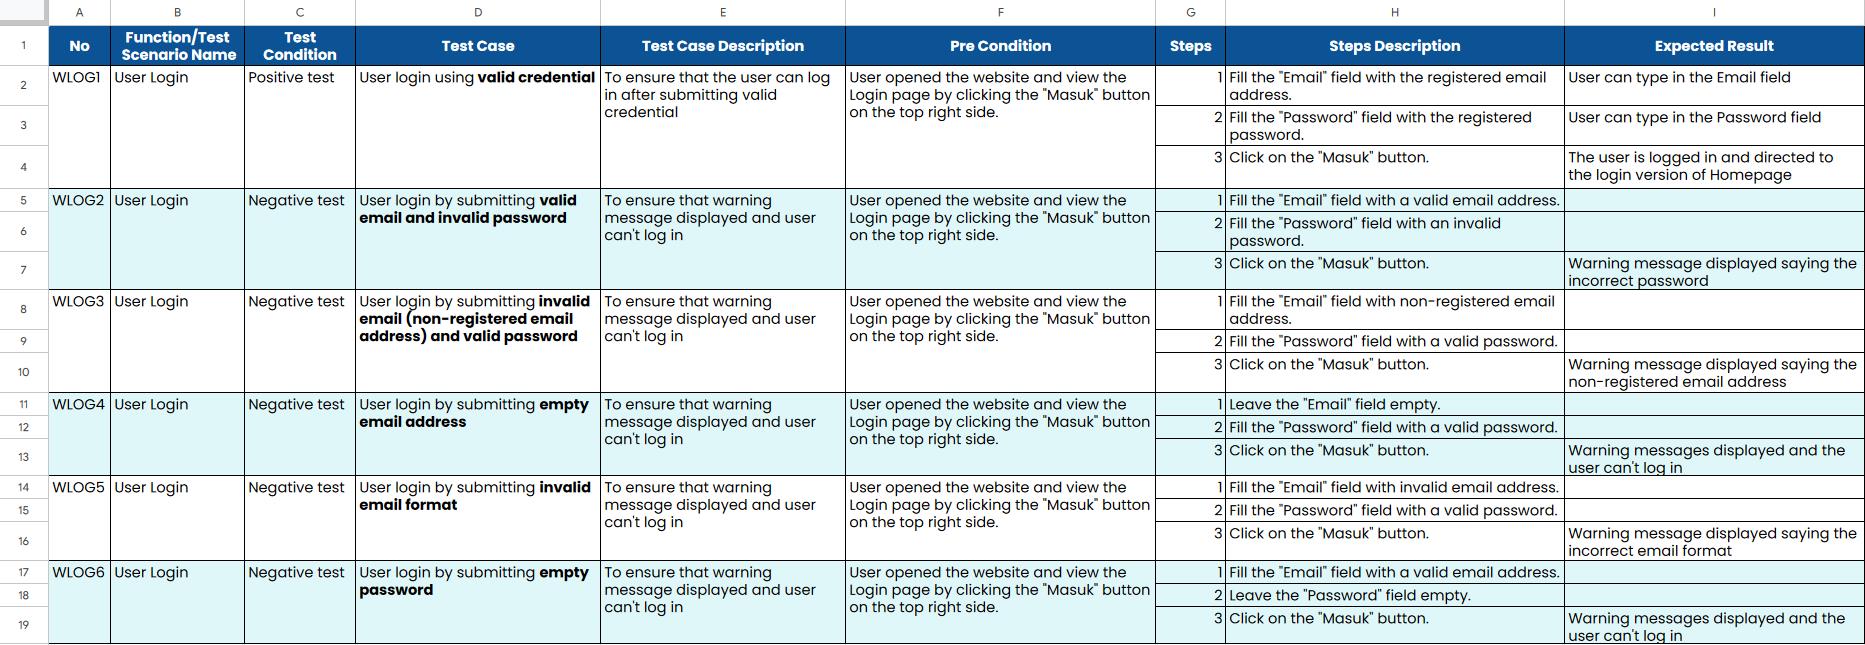 A B C D E F G H I
1 No Function/Test Scenario Name Test Condition Test Case Test Case Description Pre Condition Steps Steps Description Expected Result
2 WLOG1 User Login Positive test User login using valid credential To ensure that the user can log in after submitting valid credential User opened the website and view the Login page by clicking the "Masuk" button on the top right side. 1 Fill the "Email" field with the registered email address. User can type in the Email field
3 2 Fill the "Password" field with the registered password. User can type in the Password field
4 3 Click on the "Masuk" button. The user is logged in and directed to the login version of Homepage
5 WLOG2 User Login Negative test User login by submitting valid email and invalid password To ensure that warning message displayed and user can't log in User opened the website and view the Login page by clicking the "Masuk" button on the top right side. 1 Fill the "Email" field with a valid email address.
6 2 Fill the "Password" field with an invalid password.
7 3 Click on the "Masuk" button. Warning message displayed saying the incorrect password
8 WLOG3 User Login Negative test User login by submitting invalid email (non-registered email address) and valid password To ensure that warning message displayed and user can't log in User opened the website and view the Login page by clicking the "Masuk" button on the top right side. 1 Fill the "Email" field with non-registered email address.
9 2 Fill the "Password" field with a valid password.
10 3 Click on the "Masuk" button. Warning message displayed saying the non-registered email address
11 WLOG4 User Login Negative test User login by submitting empty email address To ensure that warning message displayed and user can't log in User opened the website and view the Login page by clicking the "Masuk" button on the top right side. 1 Leave the "Email" field empty.
12 2 Fill the "Password" field with a valid password.
13 3 Click on the "Masuk" button. Warning messages displayed and the user can't log in
14 WLOG5 User Login Negative test User login by submitting invalid email format To ensure that warning message displayed and user can't log in User opened the website and view the Login page by clicking the "Masuk" button on the top right side. 1 Fill the "Email" field with invalid email address.
15 2 Fill the "Password" field with a valid password.
16 3 Click on the "Masuk" button. Warning message displayed saying the incorrect email format
17 WLOG6 User Login Negative test User login by submitting empty password To ensure that warning message displayed and user can't log in User opened the website and view the Login page by clicking the "Masuk" button on the top right side. 1 Fill the "Email" field with a valid email address.
18 2 Leave the "Password" field empty.
19 3 Click on the "Masuk" button. Warning messages displayed and the user can't log in